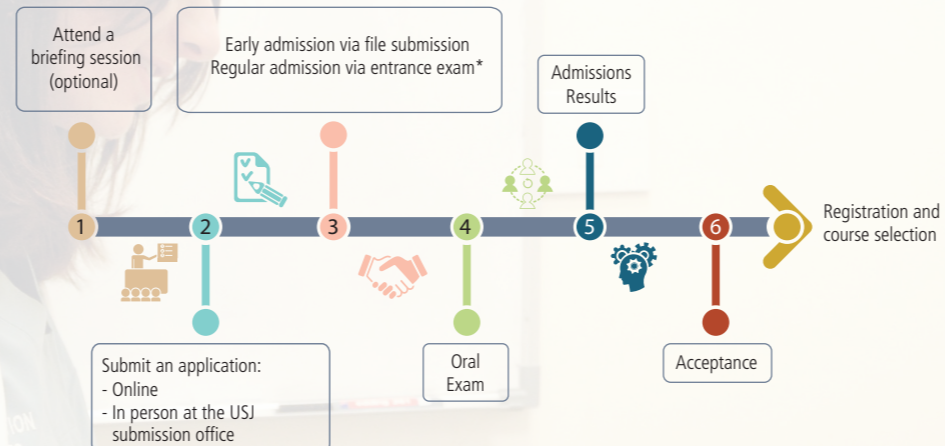 Attend a
briefing session
(optional)
Early admission via file submission
Regular admission via entrance exam*
Admissions
Results
1
2
3
4
5
6
Registration and
course selection
Submit an application:
- Online
- In person at the USJ
submission office
Oral
Exam
Acceptance